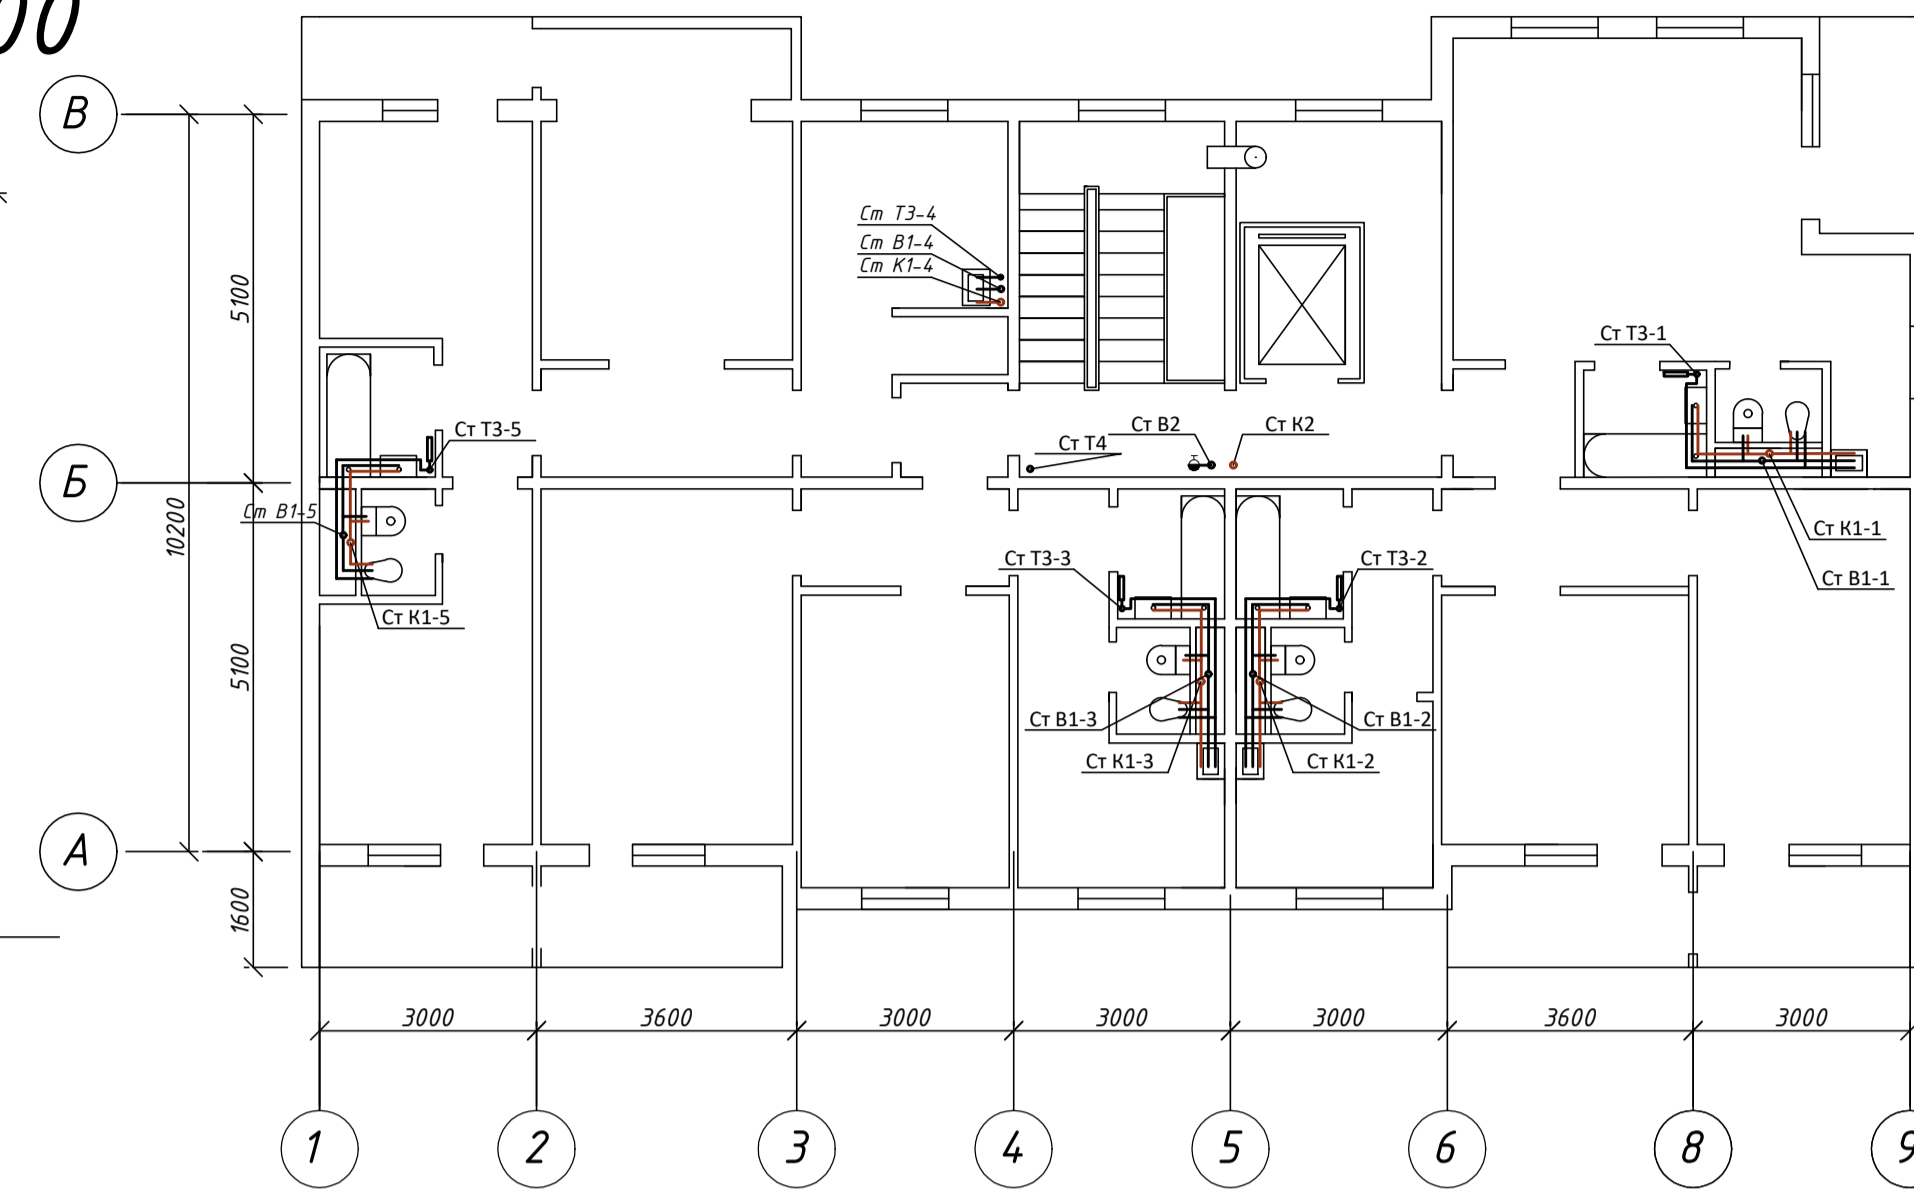 00
В
Ст Т3-4
Ст В1-4
Ст К1-4
5100
Ст Т3-1
Ст Т3-5
Ст Т4
Ст В2
Ст К2
Б
10200
Ст В1-5
Ст К1-1
Ст Т3-3
Ст Т3-2
Ст В1-1
Ст К1-5
5100
Ст В1-3
Ст В1-2
Ст К1-3
Ст К1-2
А
1600
3000
3600
3000
3000
3000
3600
3000
1
2
3
4
5
6
8
9